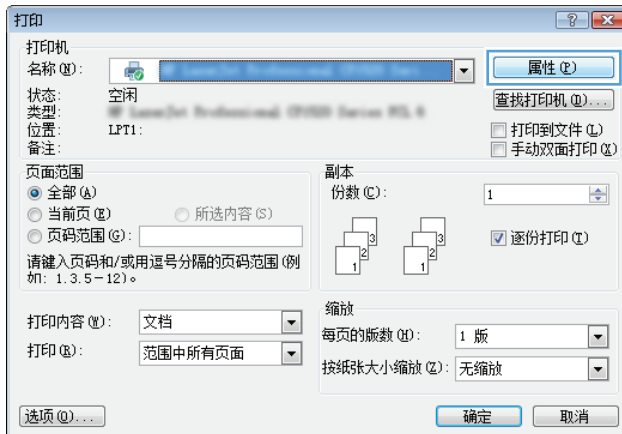 打印
打印机
名称(N):
属性(P)
状态: 空闲
查找打印机(D)...
类型:
位置: LPT1:
打印到文件(L)
备注:
手动双面打印(X)
页面范围
全部(A)
当前页(E) 所选内容(S)
页码范围(G):
请键入页码和/或用逗号分隔的页码范围(例
如: 1.3.5-12)。
副本
份数(C): 1
3
2
1
3
2
1
逐份打印(T)
打印内容(W): 文档
打印(R): 范围中所有页面
缩放
每页的版数(H): 1 版
按纸张大小缩放(Z): 无缩放
选项(O)...
确定
取消